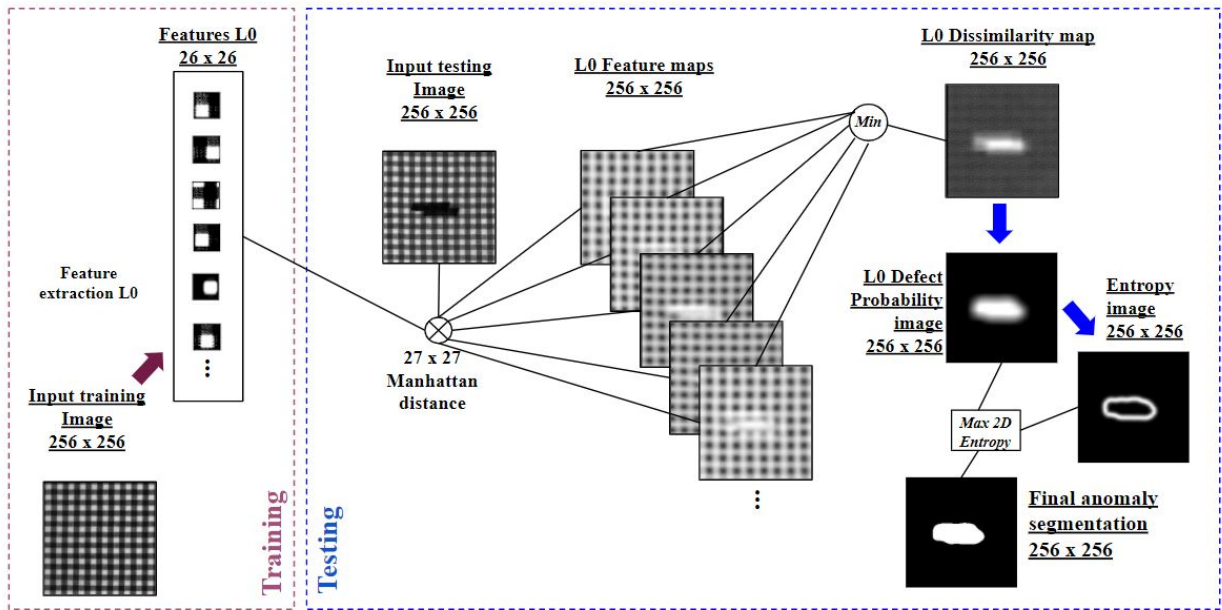 Features L0
26 x 26
Feature
extraction L0
Input training
Image
256 x 256
Training
Testing
Input testing
Image
256 x 256
27 x 27
Manhattan
distance
L0 Feature maps
256 x 256
...
Min
L0 Dissimilarity map
256 x 256
L0 Defect
Probability
image
256 x 256
Entropy
image
256 x 256
Max 2D
Entropy
Final anomaly
segmentation
256 x 256